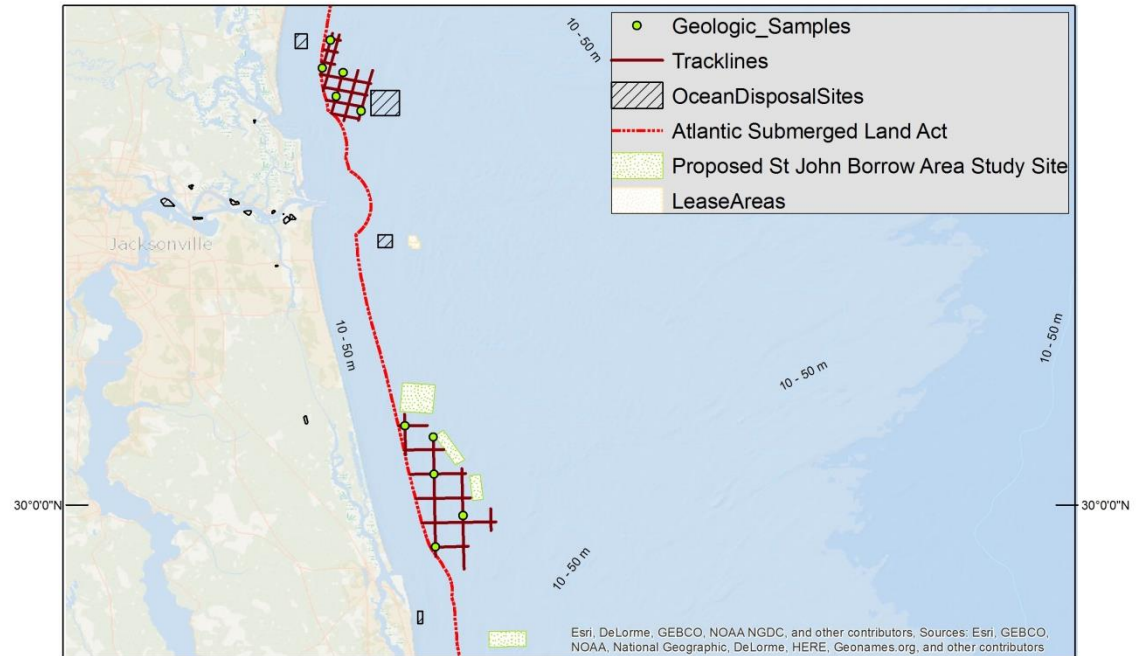 10 - 50 m
Geologic_Samples
Tracklines
OceanDisposalSites
Atlantic Submerged Land Act
Proposed St John Borrow Area Study Site
LeaseAreas
Jacksonville
10 - 50 m
10 - 50 m
10 - 50 m
30°0'0"N
30°0'0"N
10 - 50 m
Esri, DeLorme, GEBCO, NOAA NGDC, and other contributors, Sources: Esri, GEBCO,
NOAA, National Geographic, DeLorme, HERE, Geonames.org, and other contributors